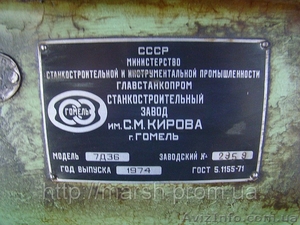 СССР
МИНИСТЕРСТВО
СТАНКОСТРОИТЕЛЬНОЙ И ИНСТРУМЕНТАЛЬНОЙ ПРОМЫШЛЕННОСТИ
ГЛАВСТАНКОПРОМ
СТАНКОСТРОИТЕЛЬНЫЙ
ЗАВОД
ИМ. С.М. КИРОВА
г. ГОМЕЛЬ
ГОМЕЛЬ
МОДЕЛЬ 7Д36 ЗАВОДСКИЙ №
ГОД ВЫПУСКА 1974 ГОСТ 5.1155-71
http://marsh.prom.ua
AvizInfo.com.ua